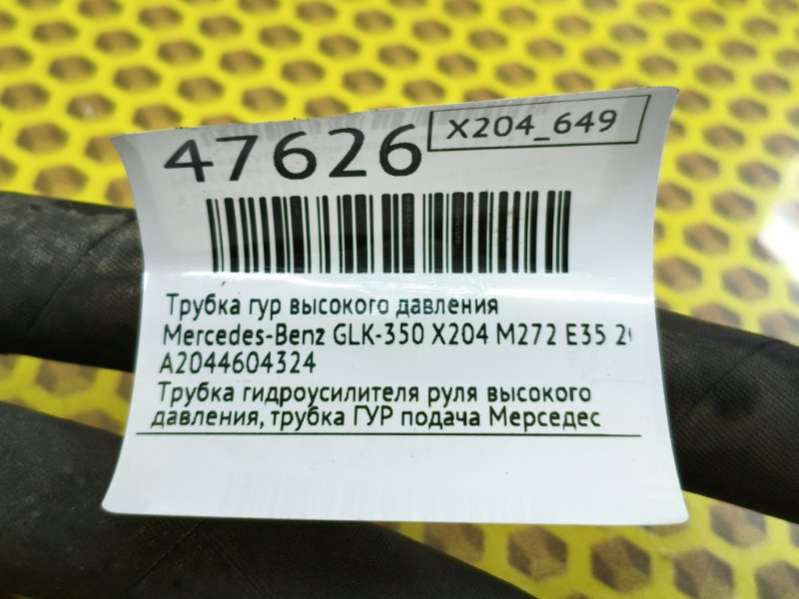 47626
X204_649
Трубка гур высокого давления
Mercedes-Benz GLK-350 X204 M272 E35
A2044604324
Трубка гидроусилителя руля высокого
давления, трубка ГУР подача Мерседес